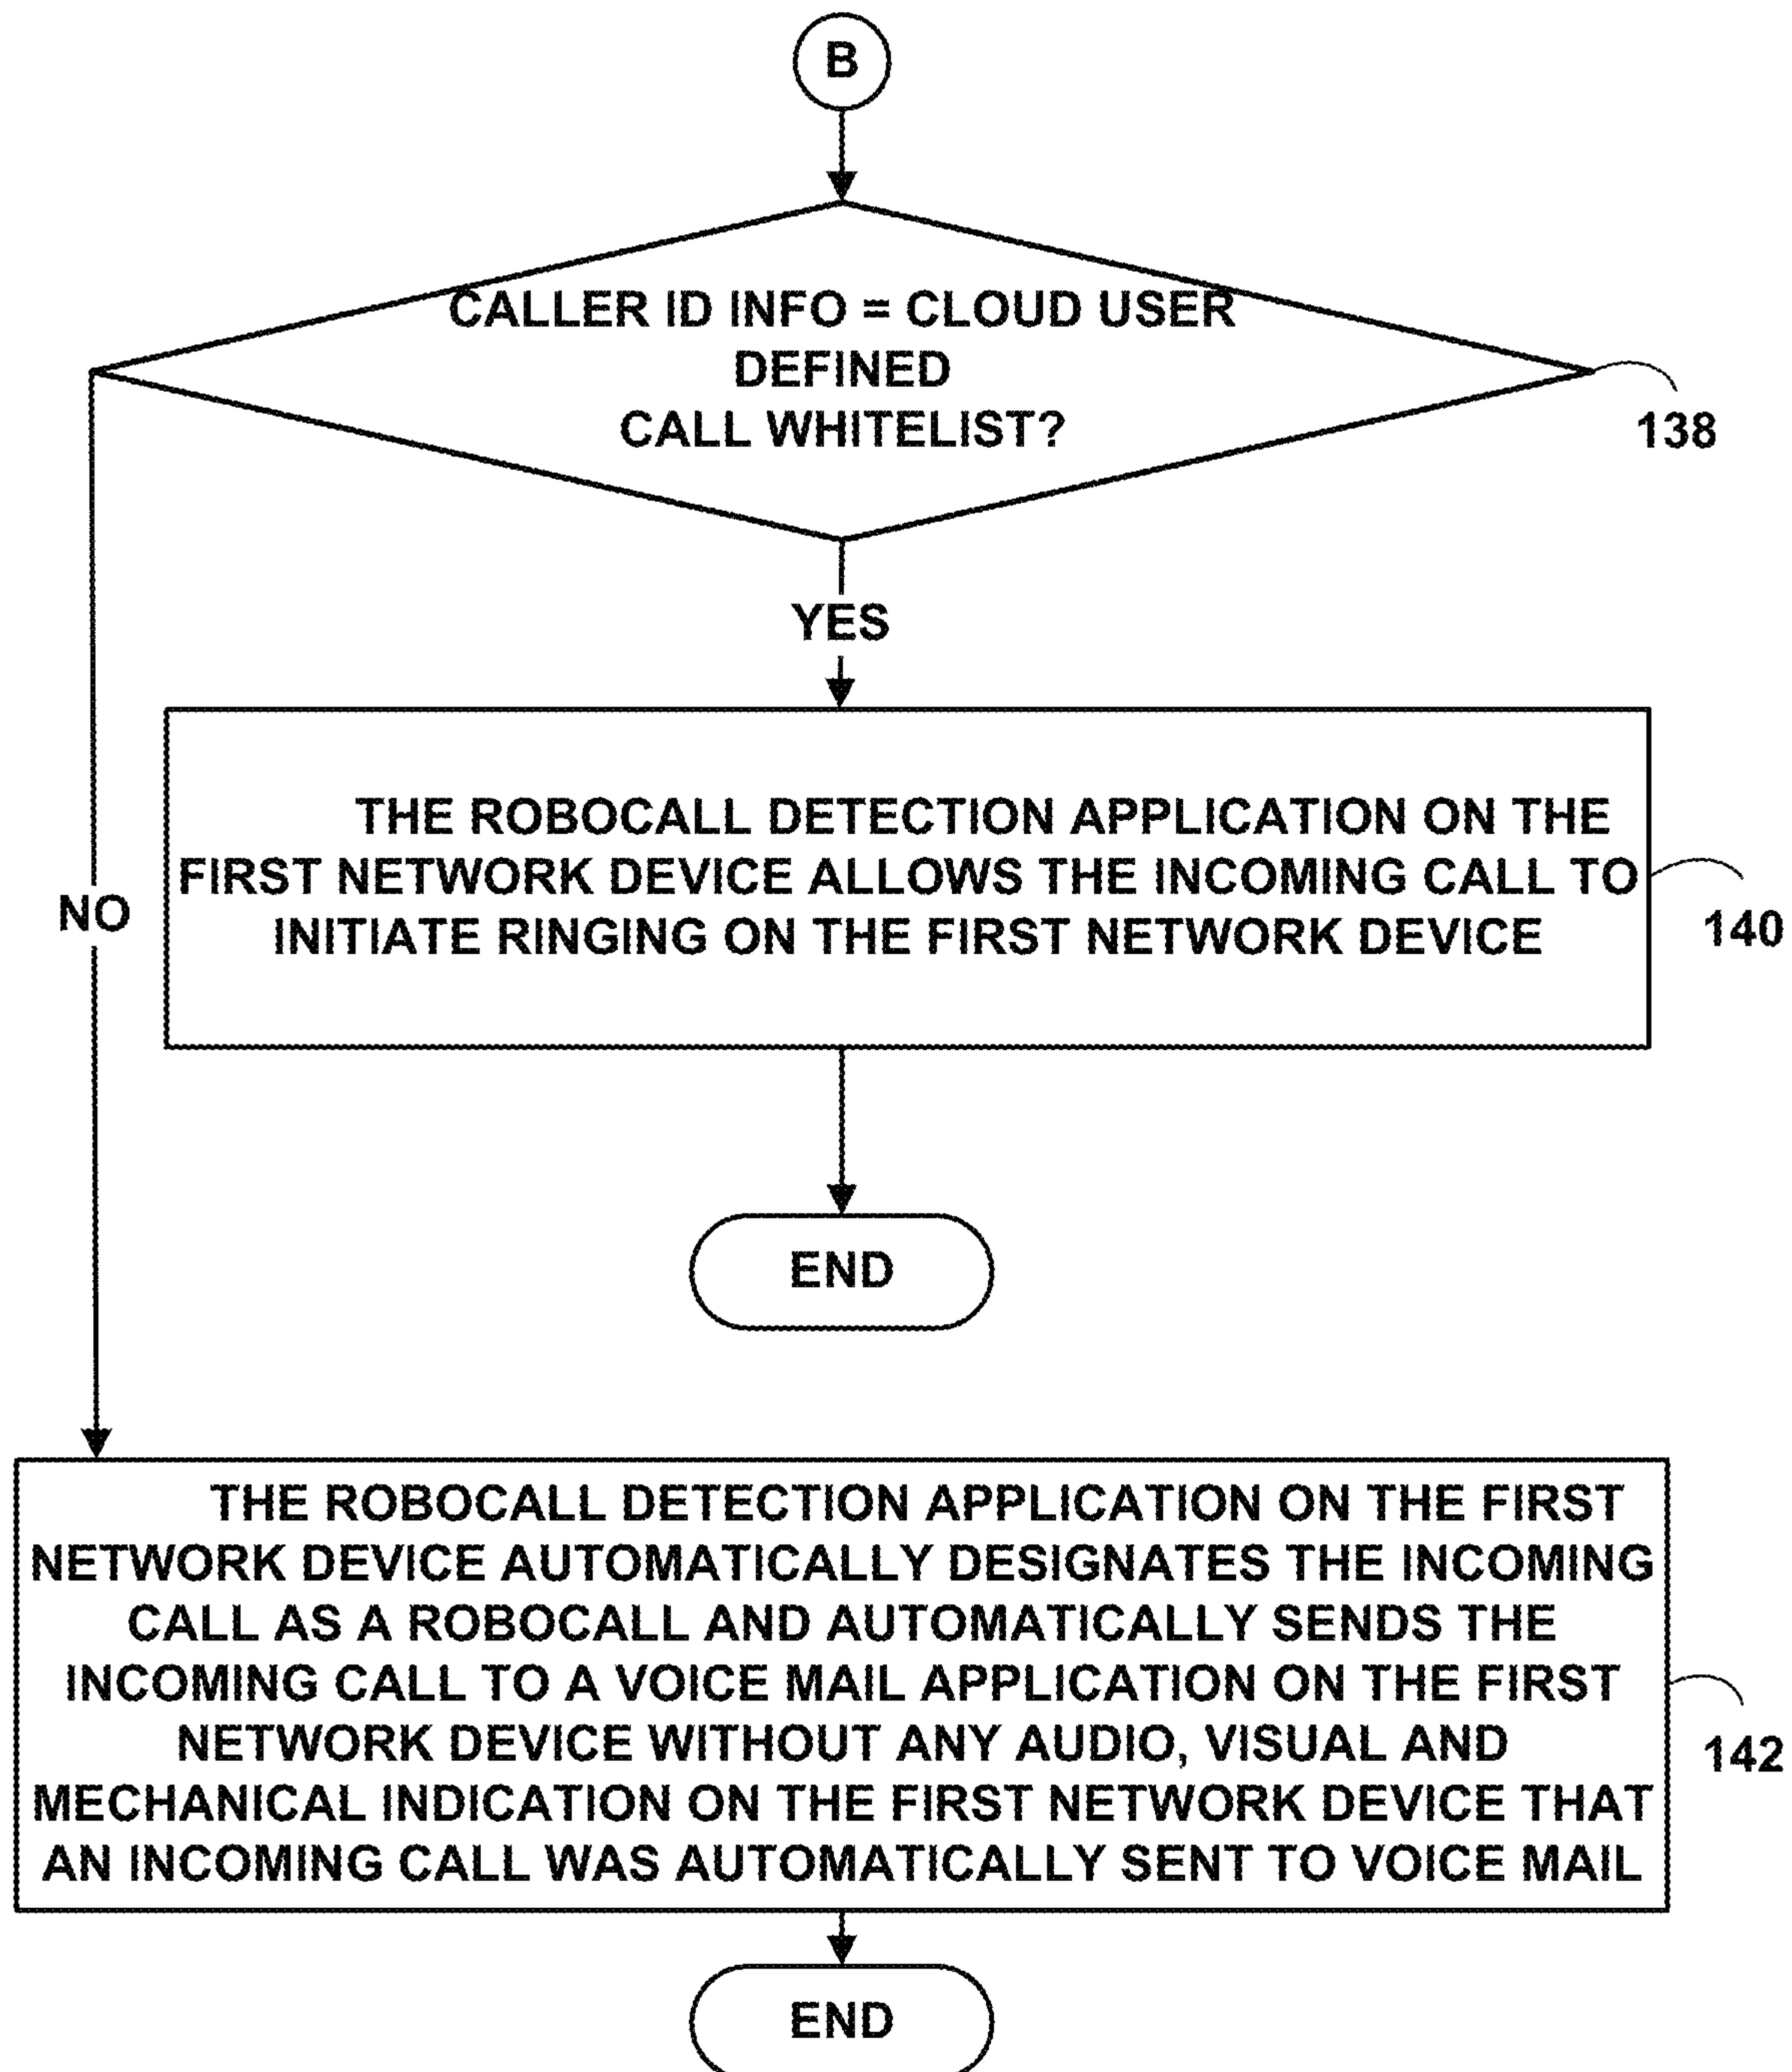 B
CALLER ID INFO = CLOUD USER
DEFINED
CALL WHITELIST?
138
YES
THE ROBOCALL DETECTION APPLICATION ON THE
FIRST NETWORK DEVICE ALLOWS THE INCOMING CALL TO
INITIATE RINGING ON THE FIRST NETWORK DEVICE
NO
140
END
THE ROBOCALL DETECTION APPLICATION ON THE FIRST
NETWORK DEVICE AUTOMATICALLY DESIGNATES THE INCOMING
CALL AS A ROBOCALL AND AUTOMATICALLY SENDS THE
INCOMING CALL TO A VOICE MAIL APPLICATION ON THE FIRST
NETWORK DEVICE WITHOUT ANY AUDIO, VISUAL AND
MECHANICAL INDICATION ON THE FIRST NETWORK DEVICE THAT
AN INCOMING CALL WAS AUTOMATICALLY SENT TO VOICE MAIL
142
END